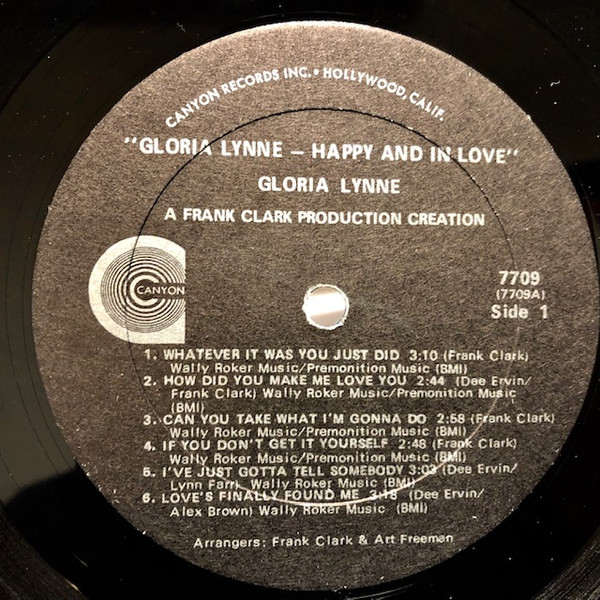 CANYON RECORDS INC. • HOLLYWOOD, CALIF.
"GLORIA LYNNE – HAPPY AND IN LOVE"
GLORIA LYNNE
A FRANK CLARK PRODUCTION CREATION
CANYON
7709
(7709A)
Side 1
1. WHATEVER IT WAS YOU JUST DID 3:10 (Frank Clark)
Wally Roker Music/Premonition Music (BMI)
2. HOW DID YOU MAKE ME LOVE YOU 2:44 (Dee Ervin/
Frank Clark) Wally Roker Music/Premonition Music
(BMI)
3. CAN YOU TAKE WHAT I'M GONNA DO 2:58 (Frank Clark)
Wally Roker Music/Premonition Music (BMI)
4. IF YOU DON'T GET IT YOURSELF 2:48 (Frank Clark)
Wally Roker Music/Premonition Music (BMI)
5. I'VE JUST GOTTA TELL SOMEBODY 3:03 (Dee Ervin/
Lynn Farr) Wally Roker Music (BMI)
6. LOVE'S FINALLY FOUND ME 3:18 (Dee Ervin/
Alex Brown) Wally Roker Music (BMI)
Arrangers: Frank Clark & Art Freeman